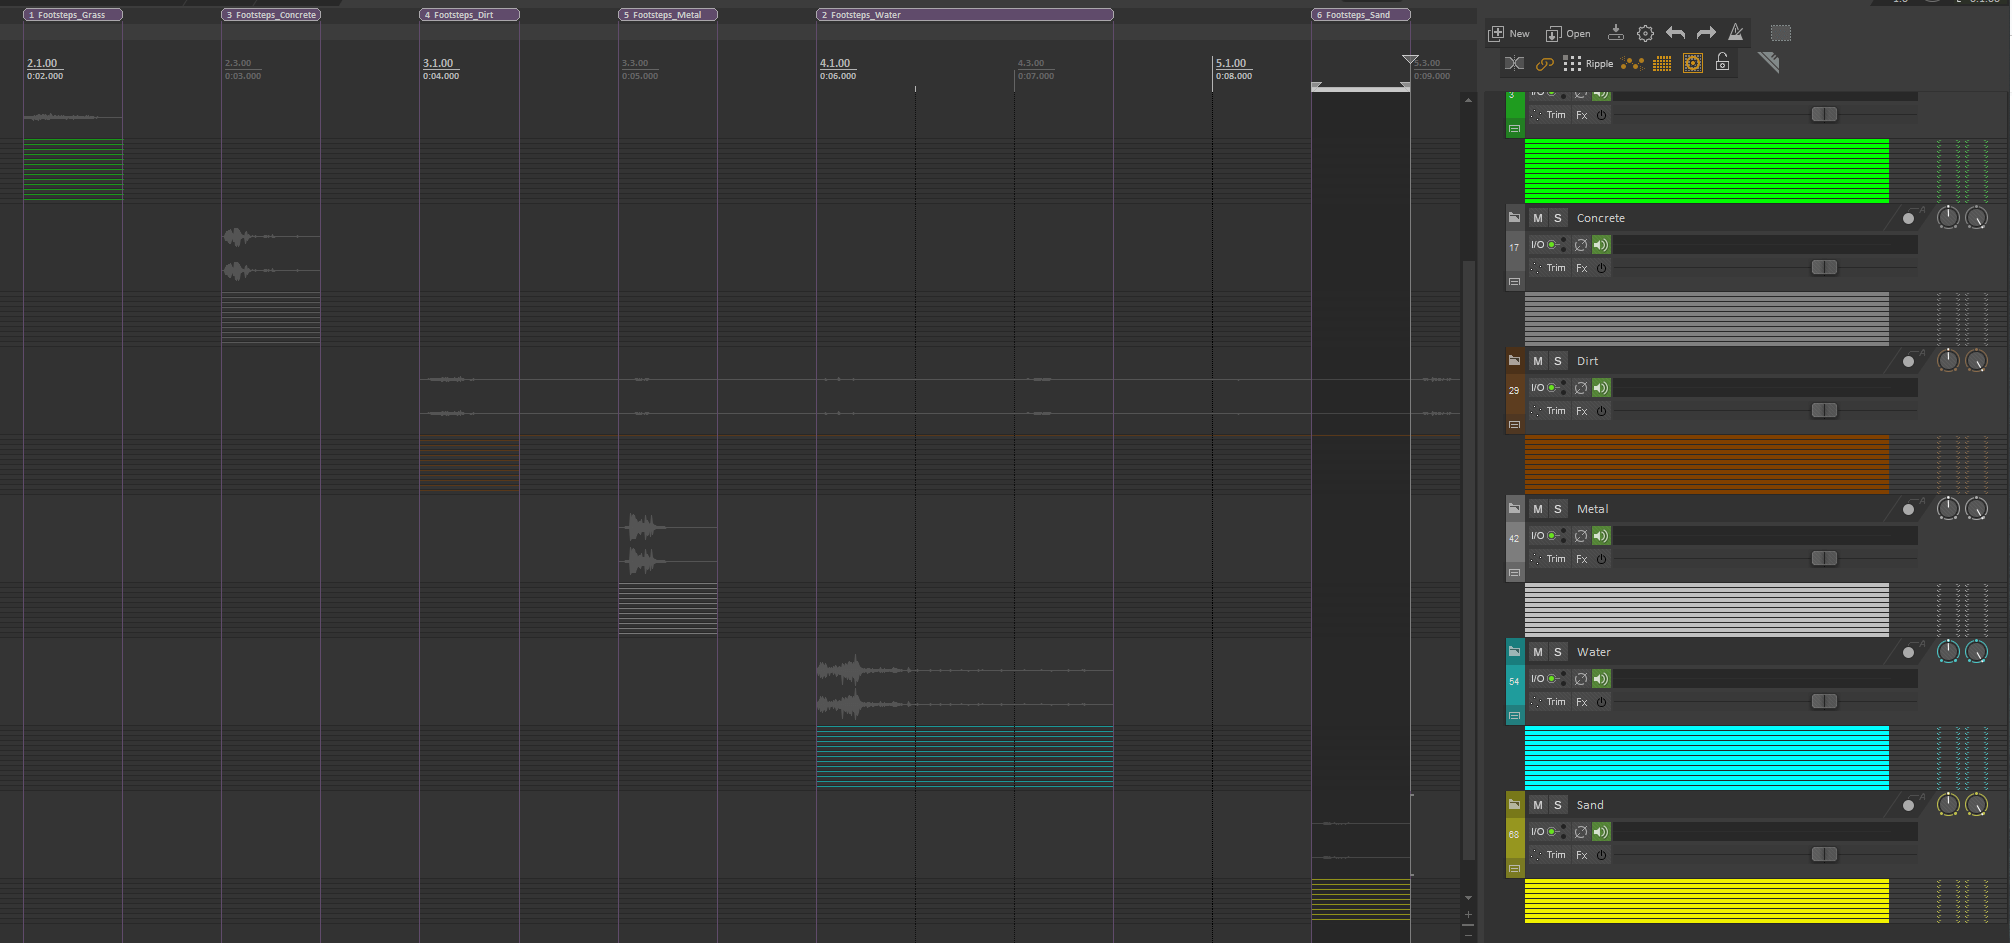 1 Footsteps_Grass
3 Footsteps_Concrete
4 Footsteps_Dirt
5 Footsteps_Metal
2 Footsteps_Water
6 Footsteps_Sand
New
Open
Ripple
2.1.00
0:02.000
2.3.00
0:03.000
3.1.00
0:04.000
3.3.00
0:05.000
4.1.00
0:06.000
4.3.00
0:07.000
5.1.00
0:08.000
5.3.00
0:09.000
3 I/O
Trim Fx
M S Concrete
17 I/O
Trim Fx
M S Dirt
29 I/O
Trim Fx
M S Metal
42 I/O
Trim Fx
M S Water
54 I/O
Trim Fx
M S Sand
68 I/O
Trim Fx